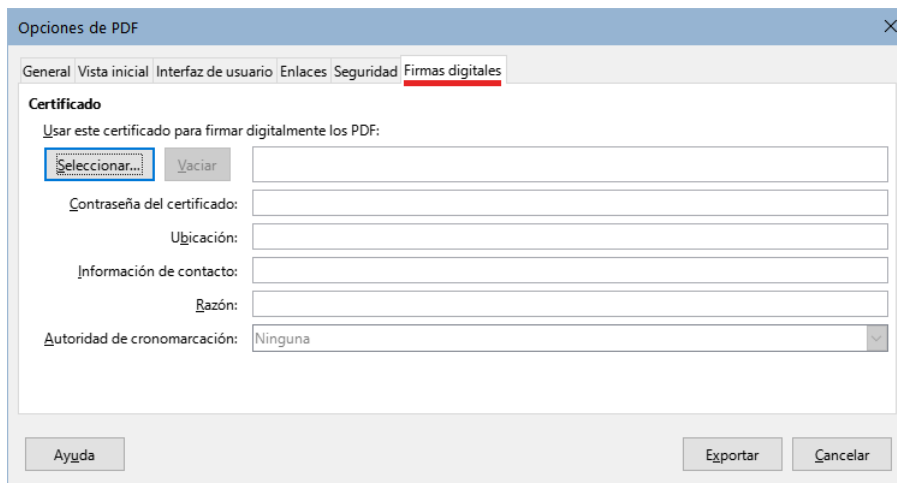 Opciones de PDF
General Vista inicial Interfaz de usuario Enlaces Seguridad Firmas digitales
Certificado
Usar este certificado para firmar digitalmente los PDF:
Seleccionar... Vaciar
Contraseña del certificado:
Ubicación:
Información de contacto:
Razón:
Autoridad de cronomarcación: Ninguna
Ayuda Exportar Cancelar